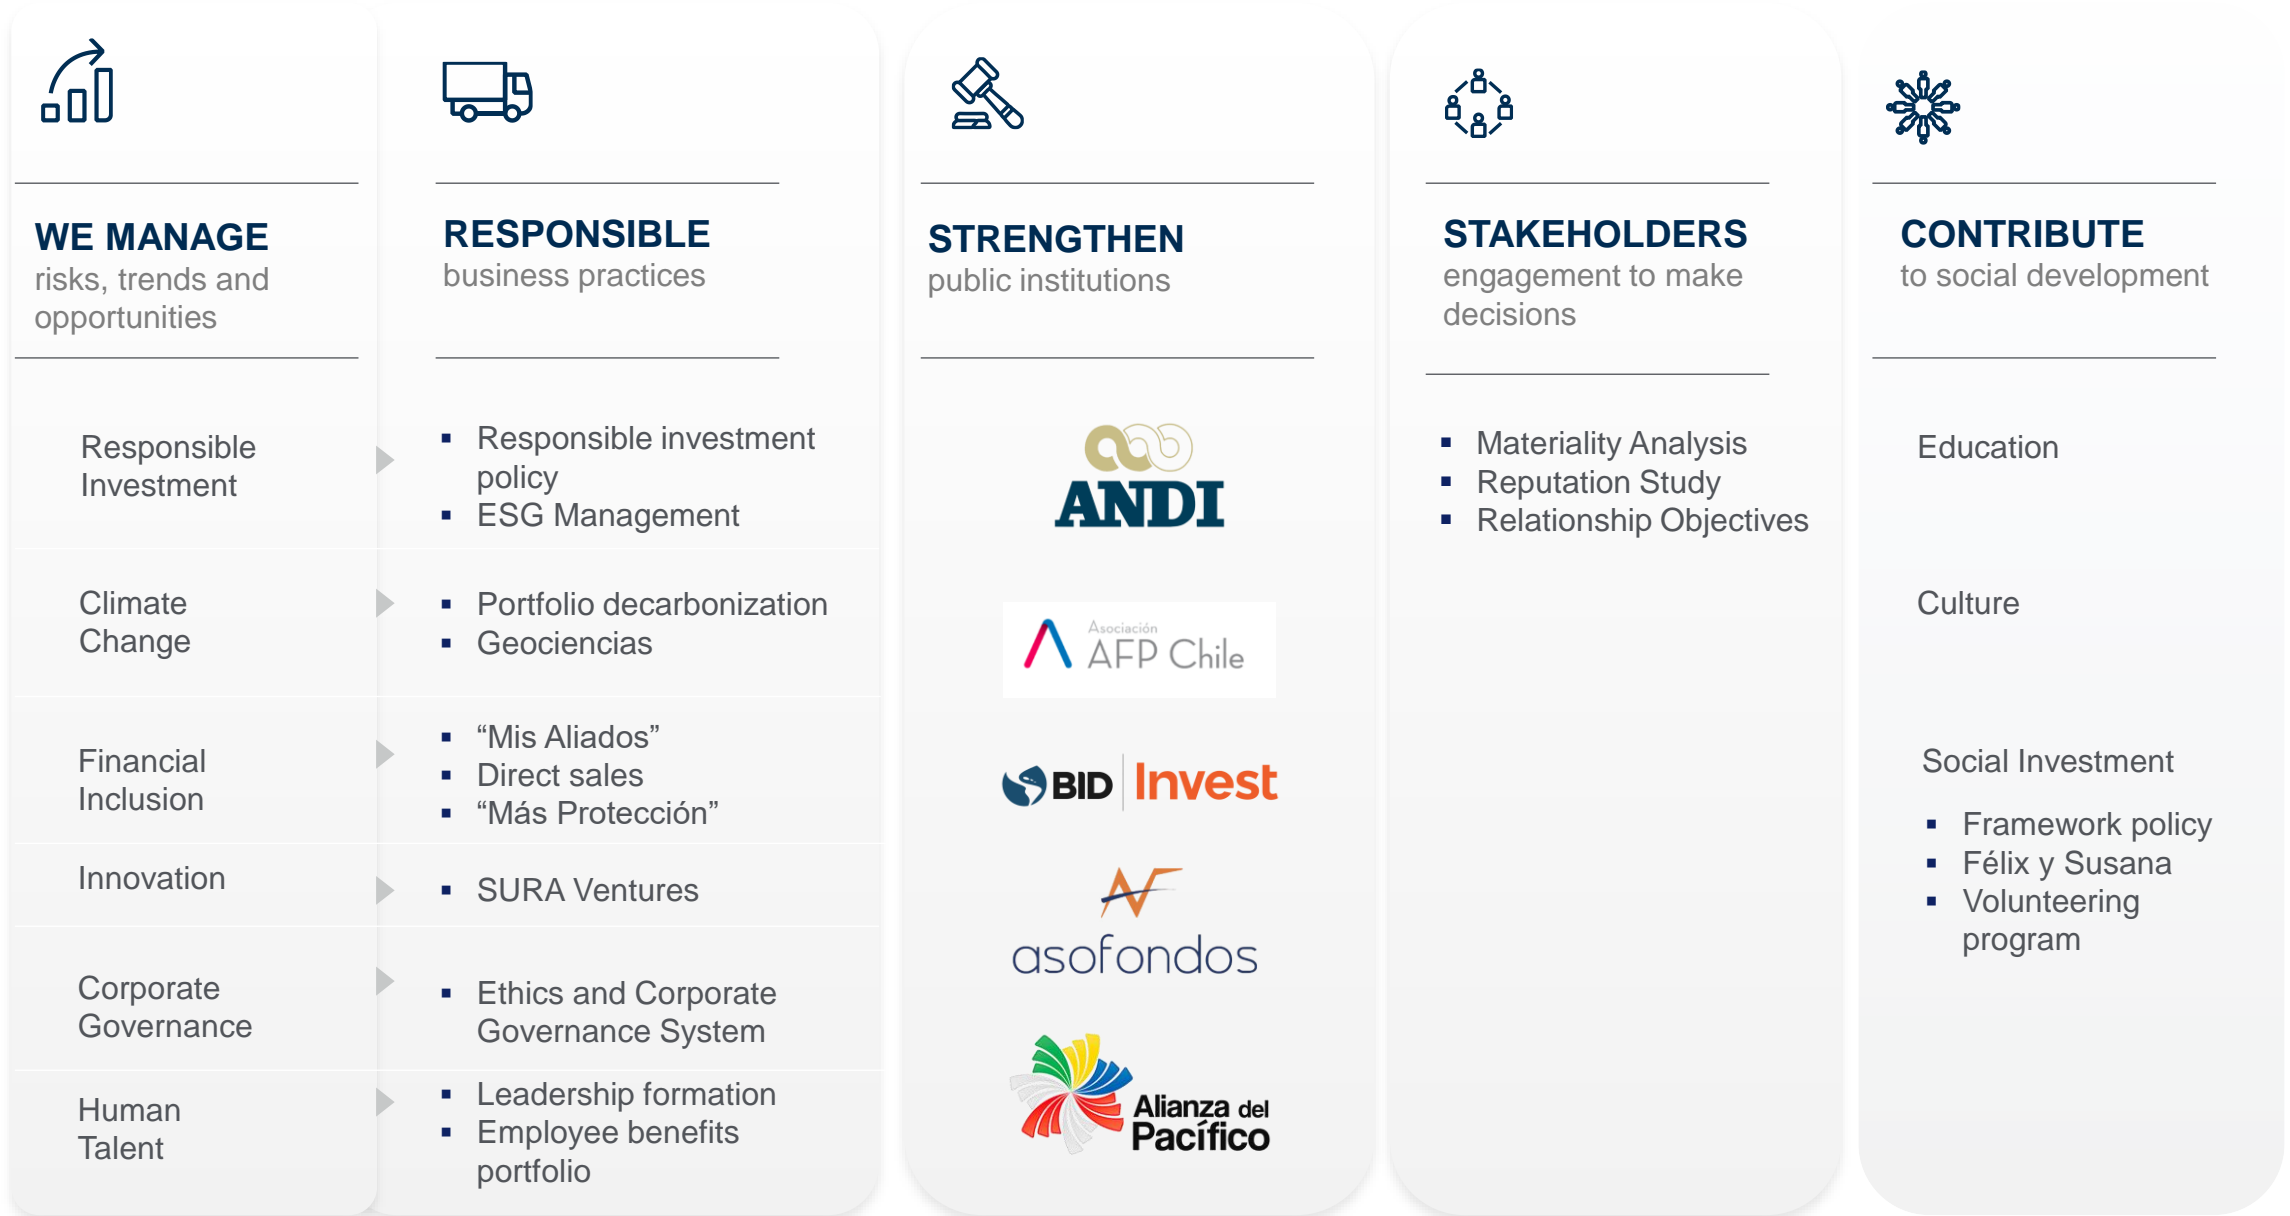 WE MANAGE
risks, trends and
opportunities
Responsible
Investment
Climate
Change
Financial
Inclusion
Innovation
Corporate
Governance
Human
Talent
RESPONSIBLE
business practices
▪ Responsible investment
policy
▪ ESG Management
▪ Portfolio decarbonization
▪ Geociencias
▪ “Mis Aliados”
▪ Direct sales
▪ “Más Protección”
▪ SURA Ventures
▪ Ethics and Corporate
Governance System
▪ Leadership formation
▪ Employee benefits
portfolio
STRENGTHEN
public institutions
ANDI
Asociación
AFP Chile
BID Invest
asofondos
Alianza del
Pacífico
STAKEHOLDERS
engagement to make
decisions
▪ Materiality Analysis
▪ Reputation Study
▪ Relationship Objectives
CONTRIBUTE
to social development
Education
Culture
Social Investment
▪ Framework policy
▪ Félix y Susana
▪ Volunteering
program